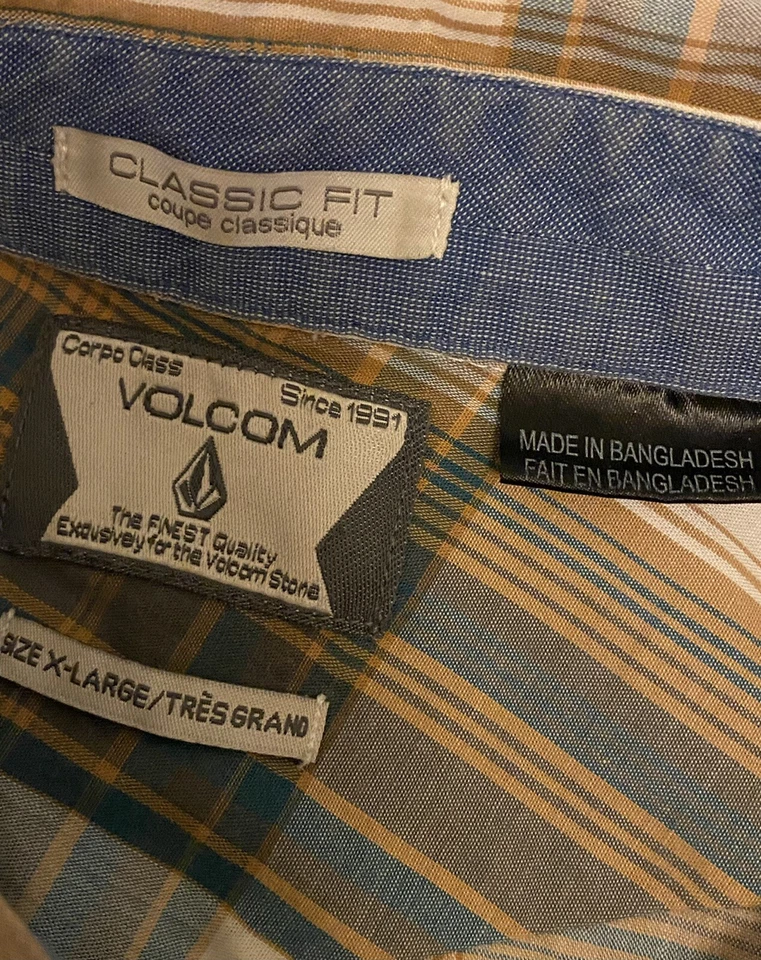 CLASSIC FIT
coupe classique
Corpo Class
Since 1991
VOLCOM
The FINEST Quality
Exclusively for the Volcom Stone
MADE IN BANGLADESH
FAIT EN BANGLADESH
SIZE X-LARGE/TRÈS GRAND